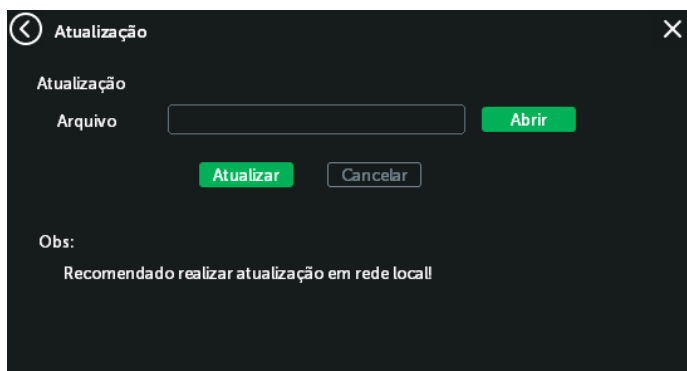 Atualização
Atualização
Arquivo Abrir
Atualizar Cancelar
Obs:
Recomendado realizar atualização em rede local!